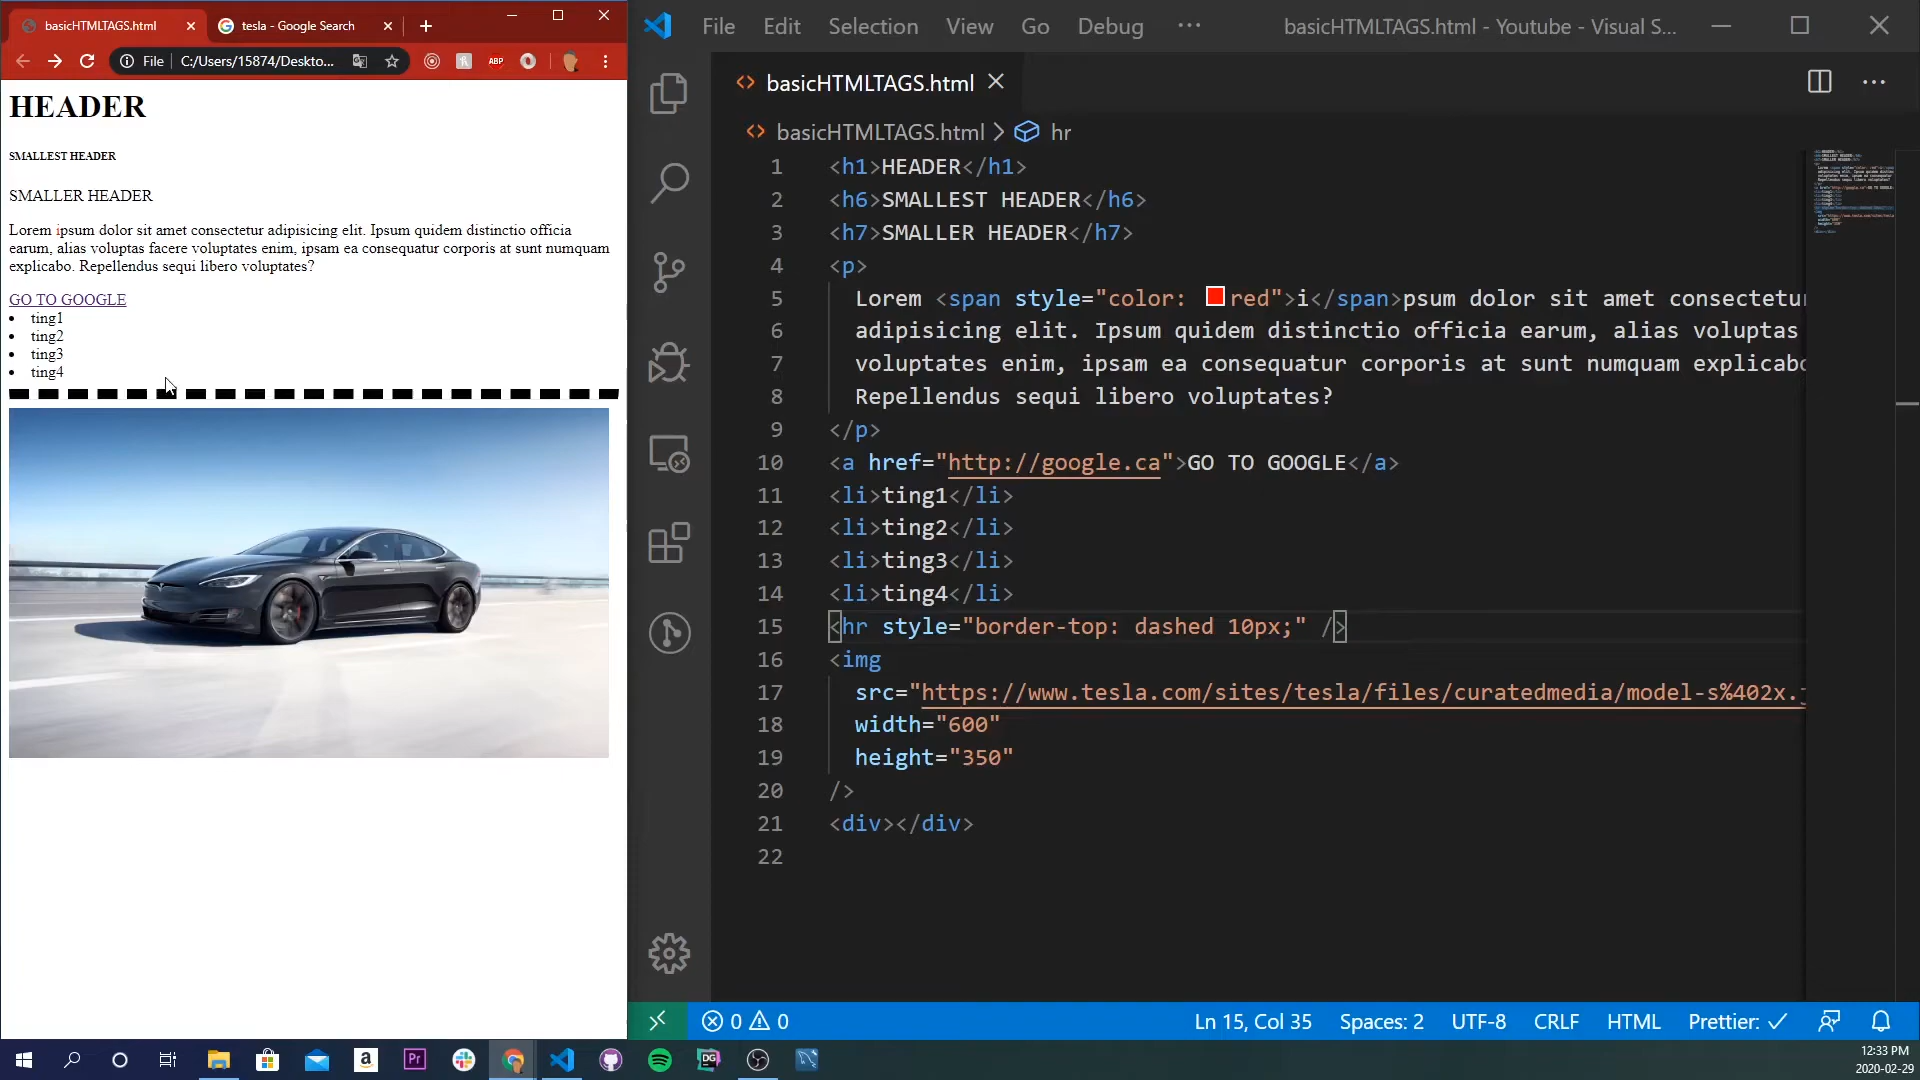 basicHTMLTAGS.html
tesla - Google Search
File
C:/Users/15874/Deskto...
ABP
HEADER
SMALLEST HEADER
SMALLER HEADER
Lorem ipsum dolor sit amet consectetur adipisicing elit. Ipsum quidem distinctio officia
earum, alias voluptas facere voluptates enim, ipsam ea consequatur corporis at sunt numquam
explicabo. Repellendus sequi libero voluptates?
GO TO GOOGLE
ting1
ting2
ting3
ting4
File Edit Selection View Go Debug ···
basicHTMLTAGS.html - Youtube - Visual S...
basicHTMLTAGS.html
basicHTMLTAGS.html > hr
1 <h1>HEADER</h1>
2 <h6>SMALLEST HEADER</h6>
3 <h7>SMALLER HEADER</h7>
4 <p>
5 Lorem <span style="color: red">i</span>psum dolor sit amet consectetur
6 adipisicing elit. Ipsum quidem distinctio officia earum, alias voluptas
7 voluptates enim, ipsam ea consequatur corporis at sunt numquam explicabo
8 Repellendus sequi libero voluptates?
9 </p>
10 <a href="http://google.ca">GO TO GOOGLE</a>
11 <li>ting1</li>
12 <li>ting2</li>
13 <li>ting3</li>
14 <li>ting4</li>
15 <hr style="border-top: dashed 10px;" />
16 <img
17 src="https://www.tesla.com/sites/tesla/files/curatedmedia/model-s%402x.j
18 width="600"
19 height="350"
20 />
21 <div></div>
22
0 0
Ln 15, Col 35 Spaces: 2 UTF-8 CRLF HTML Prettier: ✓
a Pr DG
12:33 PM
2020-02-29